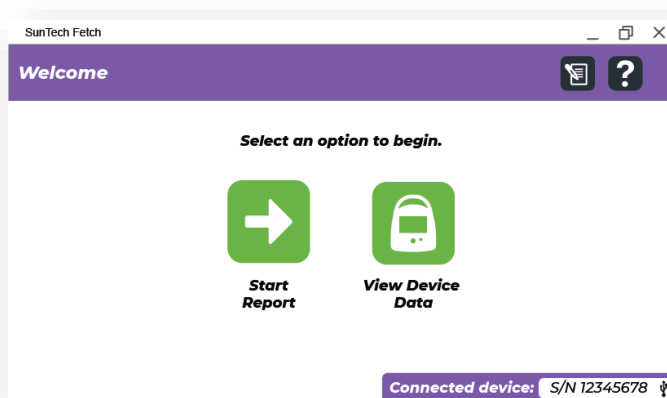 SunTech Fetch
Welcome
?
Select an option to begin.
Start
Report
View Device
Data
Connected device: S/N 12345678